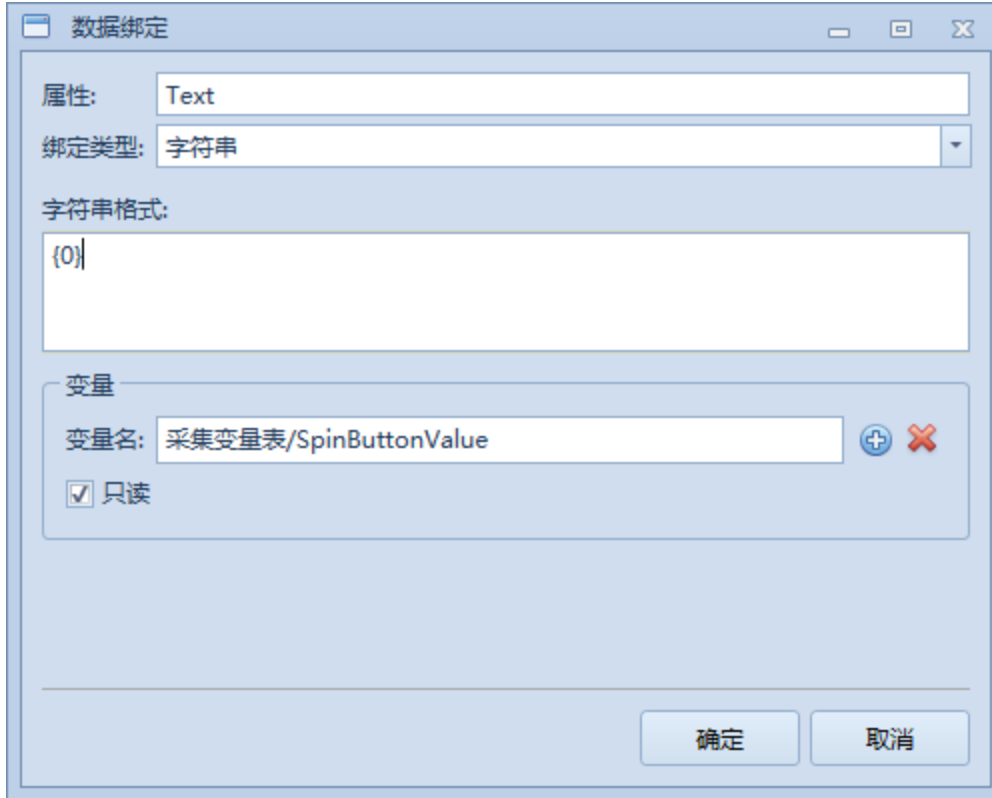 数据绑定
属性: Text
绑定类型: 字符串
字符串格式:
{0}
变量
变量名: 采集变量表/SpinButtonValue
只读
确定 取消